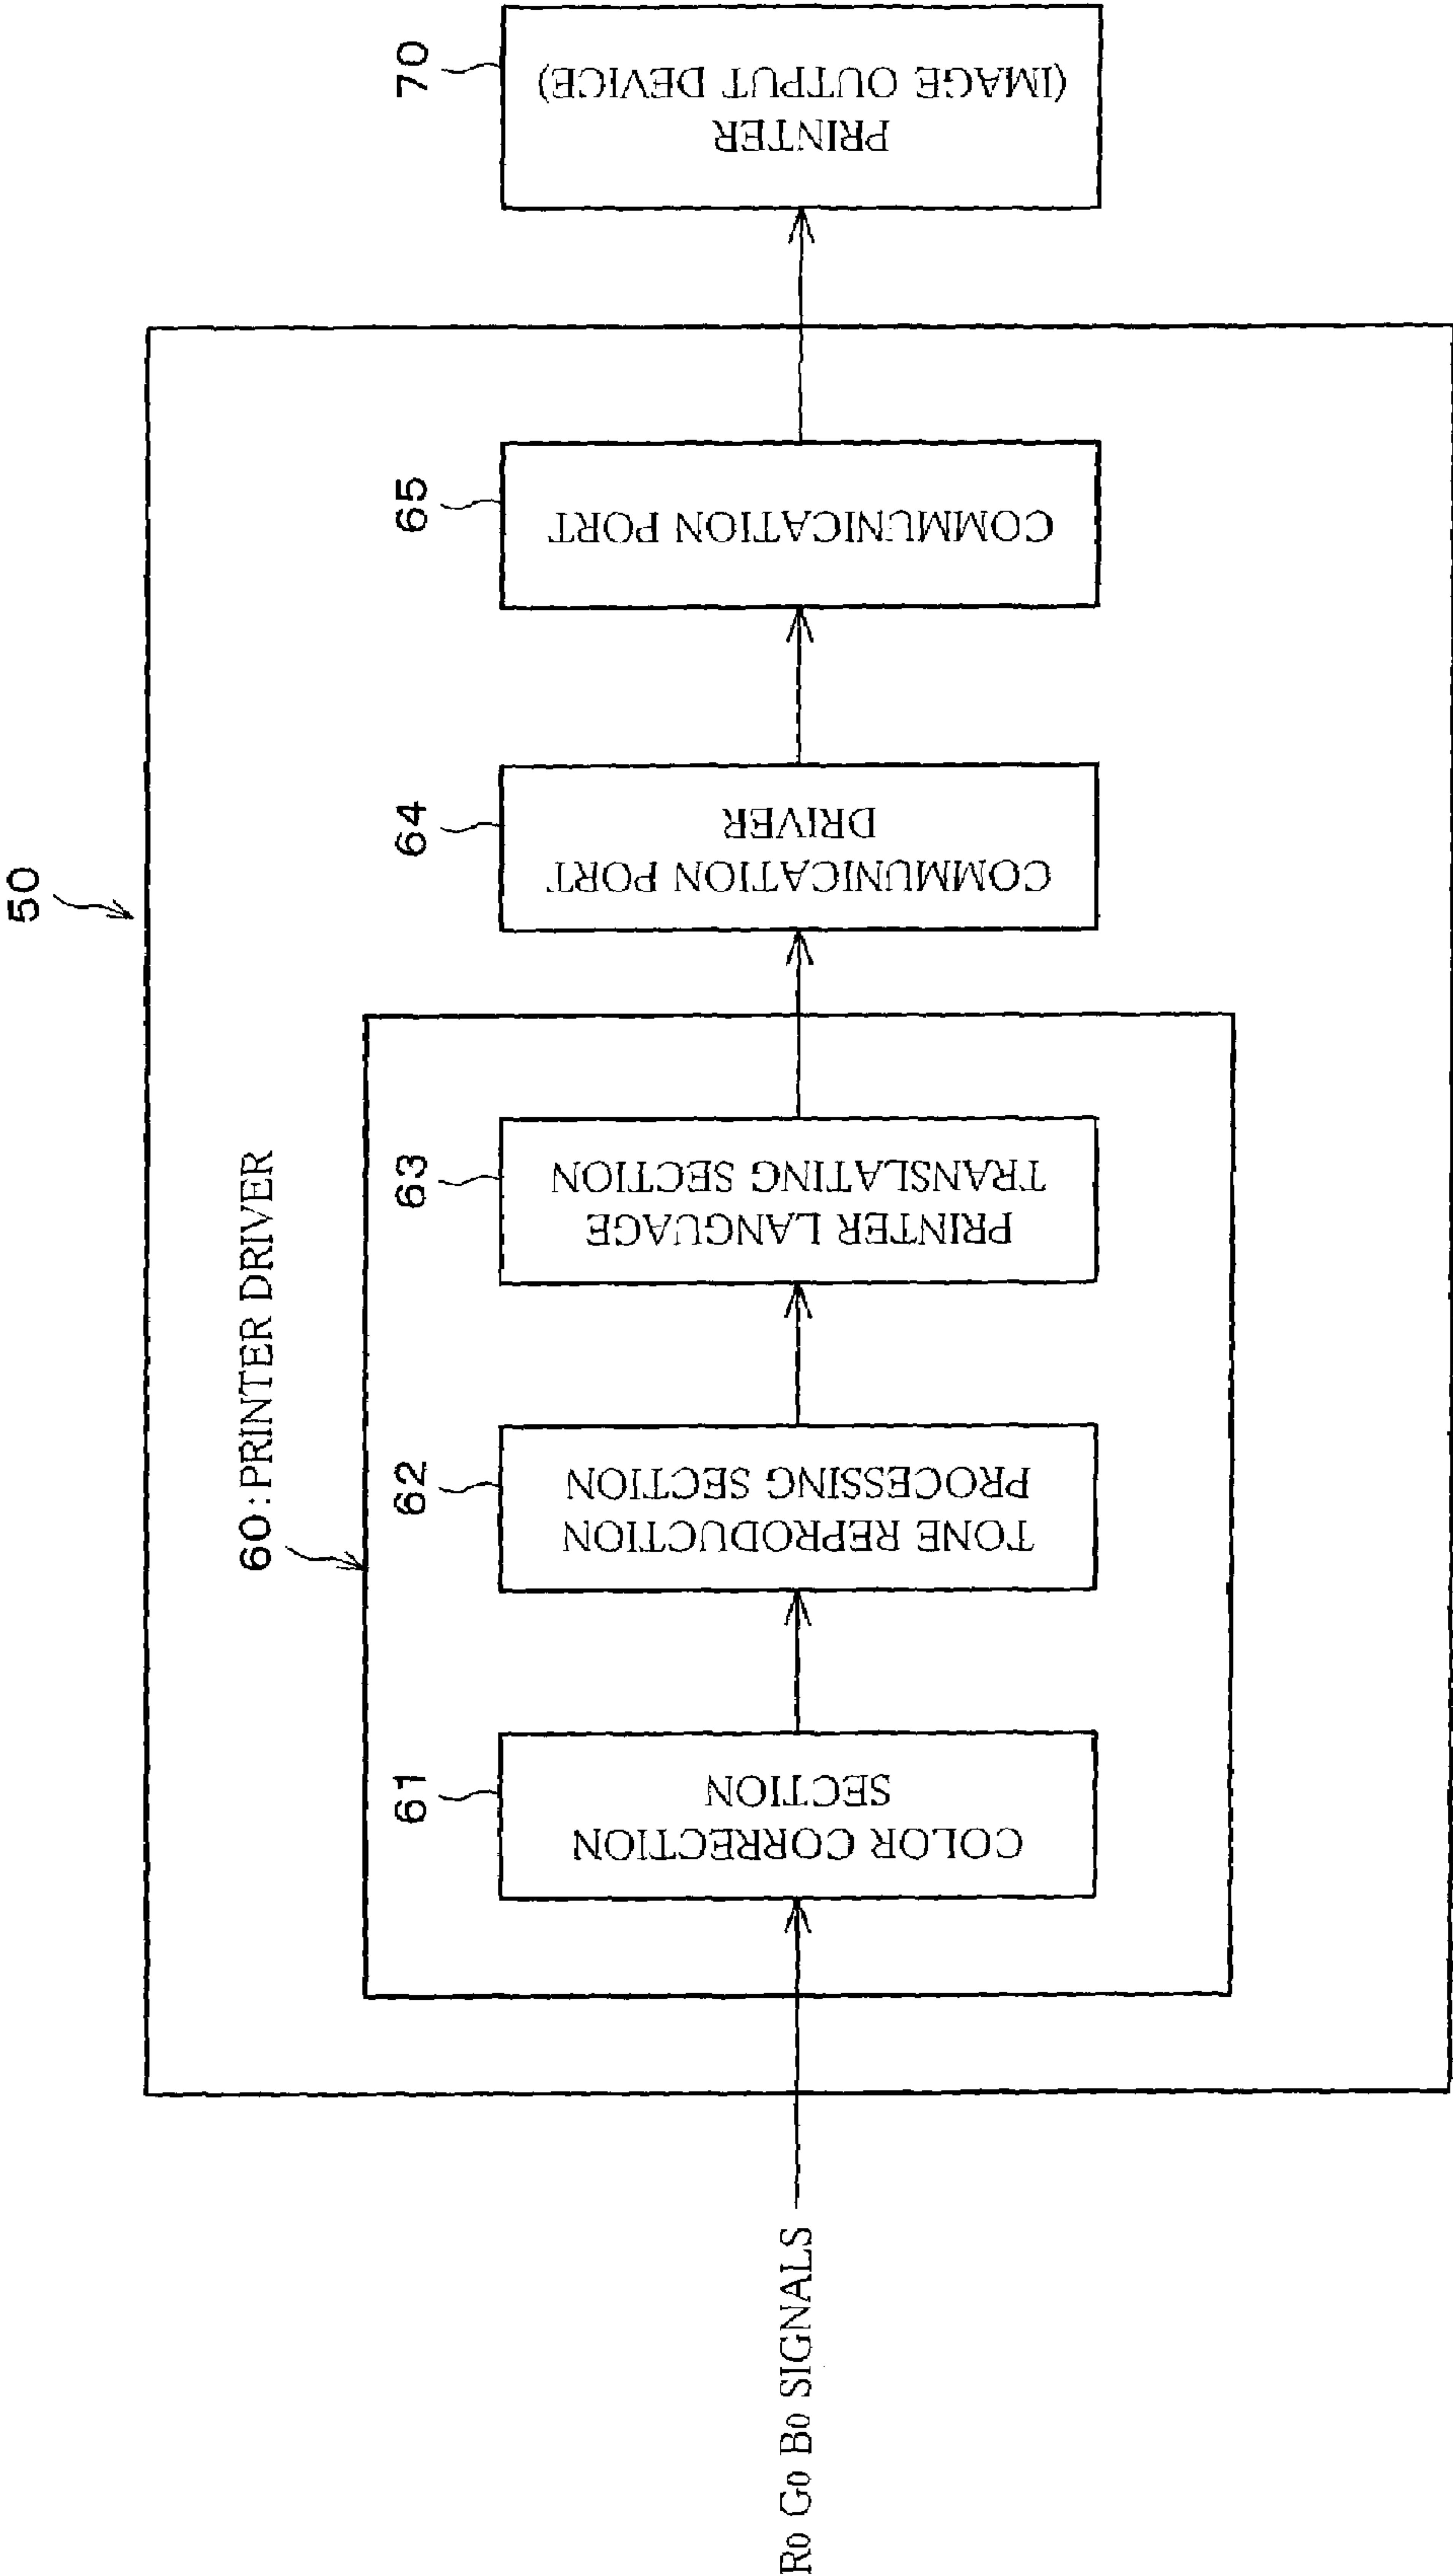 50
60:PRINTER DRIVER
R0 G0 B0 SIGNALS
61
COLOR CORRECTION
SECTION
62
TONE REPRODUCTION
PROCESSING SECTION
63
PRINTER LANGUAGE
TRANSLATING SECTION
64
COMMUNICATION PORT
DRIVER
65
COMMUNICATION PORT
70
PRINTER
(IMAGE OUTPUT DEVICE)